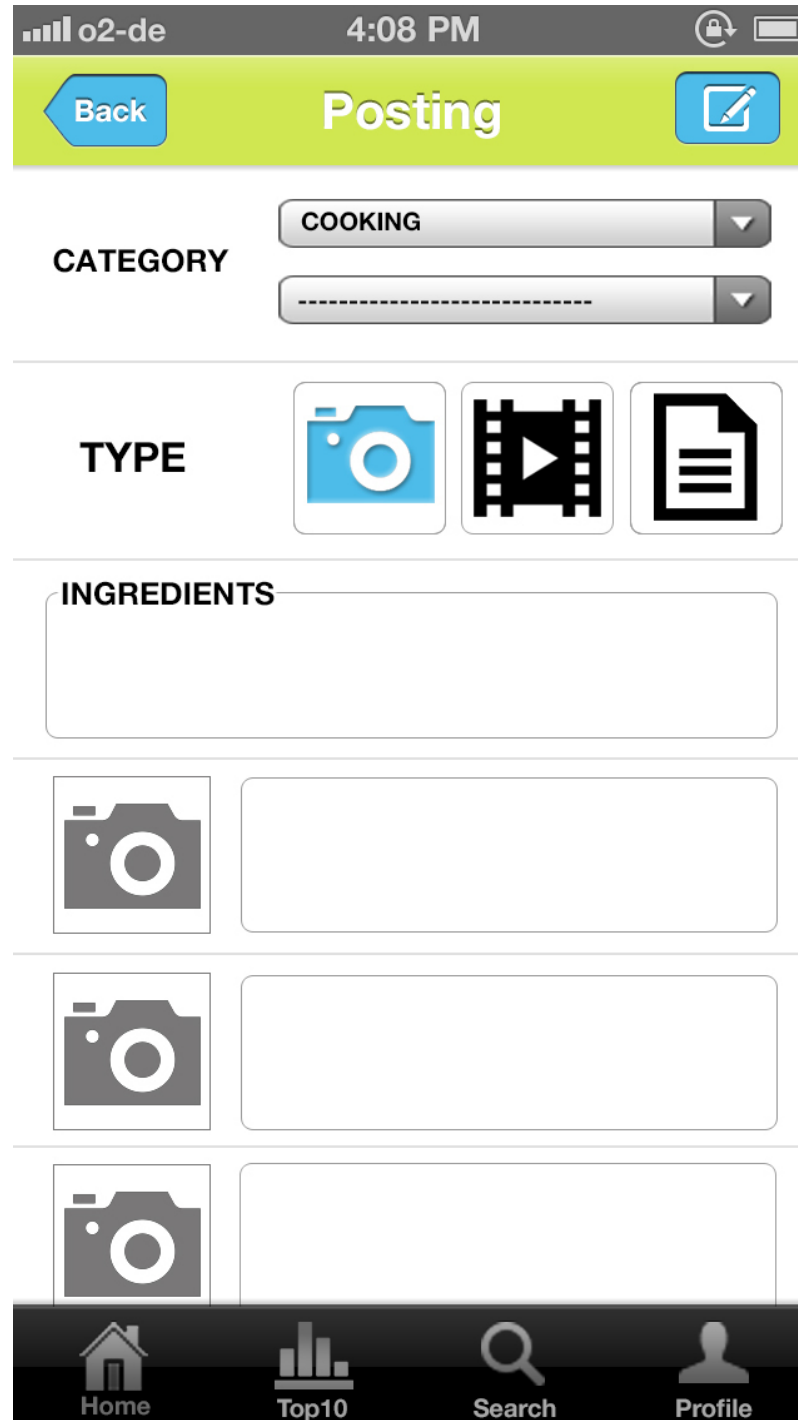 o2-de 4:08 PM
Back Posting
COOKING
CATEGORY
-----------------------------
TYPE
INGREDIENTS
Home Top10 Search Profile